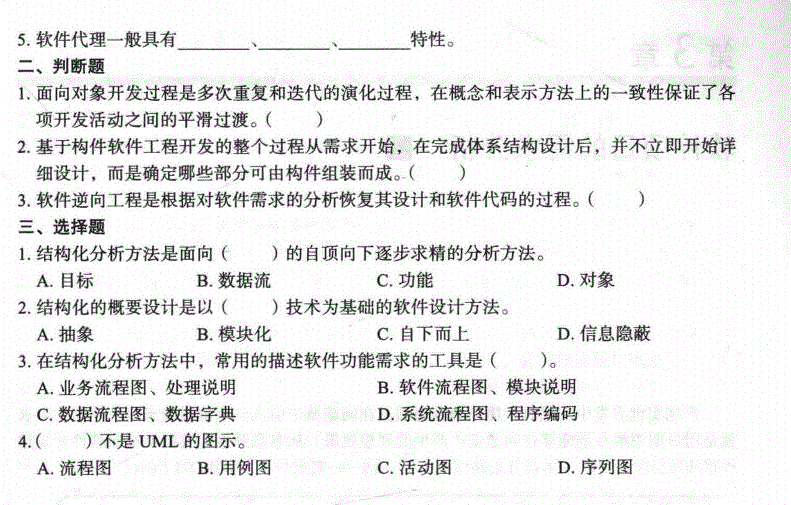 5. 软件代理一般具有________、________、________特性。
二、判断题
1. 面向对象开发过程是多次重复和迭代的演化过程，在概念和表示方法上的一致性保证了各
项开发活动之间的平滑过渡。（　　）
2. 基于构件软件工程开发的整个过程从需求开始，在完成体系结构设计后，并不立即开始详
细设计，而是确定哪些部分可由构件组装而成。（　　）
3. 软件逆向工程是根据对软件需求的分析恢复其设计和软件代码的过程。（　　）
三、选择题
1. 结构化分析方法是面向（　　）的自顶向下逐步求精的分析方法。
A. 目标　B. 数据流　C. 功能　D. 对象
2. 结构化的概要设计是以（　　）技术为基础的软件设计方法。
A. 抽象　B. 模块化　C. 自下而上　D. 信息隐蔽
3. 在结构化分析方法中，常用的描述软件功能需求的工具是（　　）。
A. 业务流程图、处理说明　B. 软件流程图、模块说明
C. 数据流程图、数据字典　D. 系统流程图、程序编码
4.（　　）不是 UML 的图示。
A. 流程图　B. 用例图　C. 活动图　D. 序列图